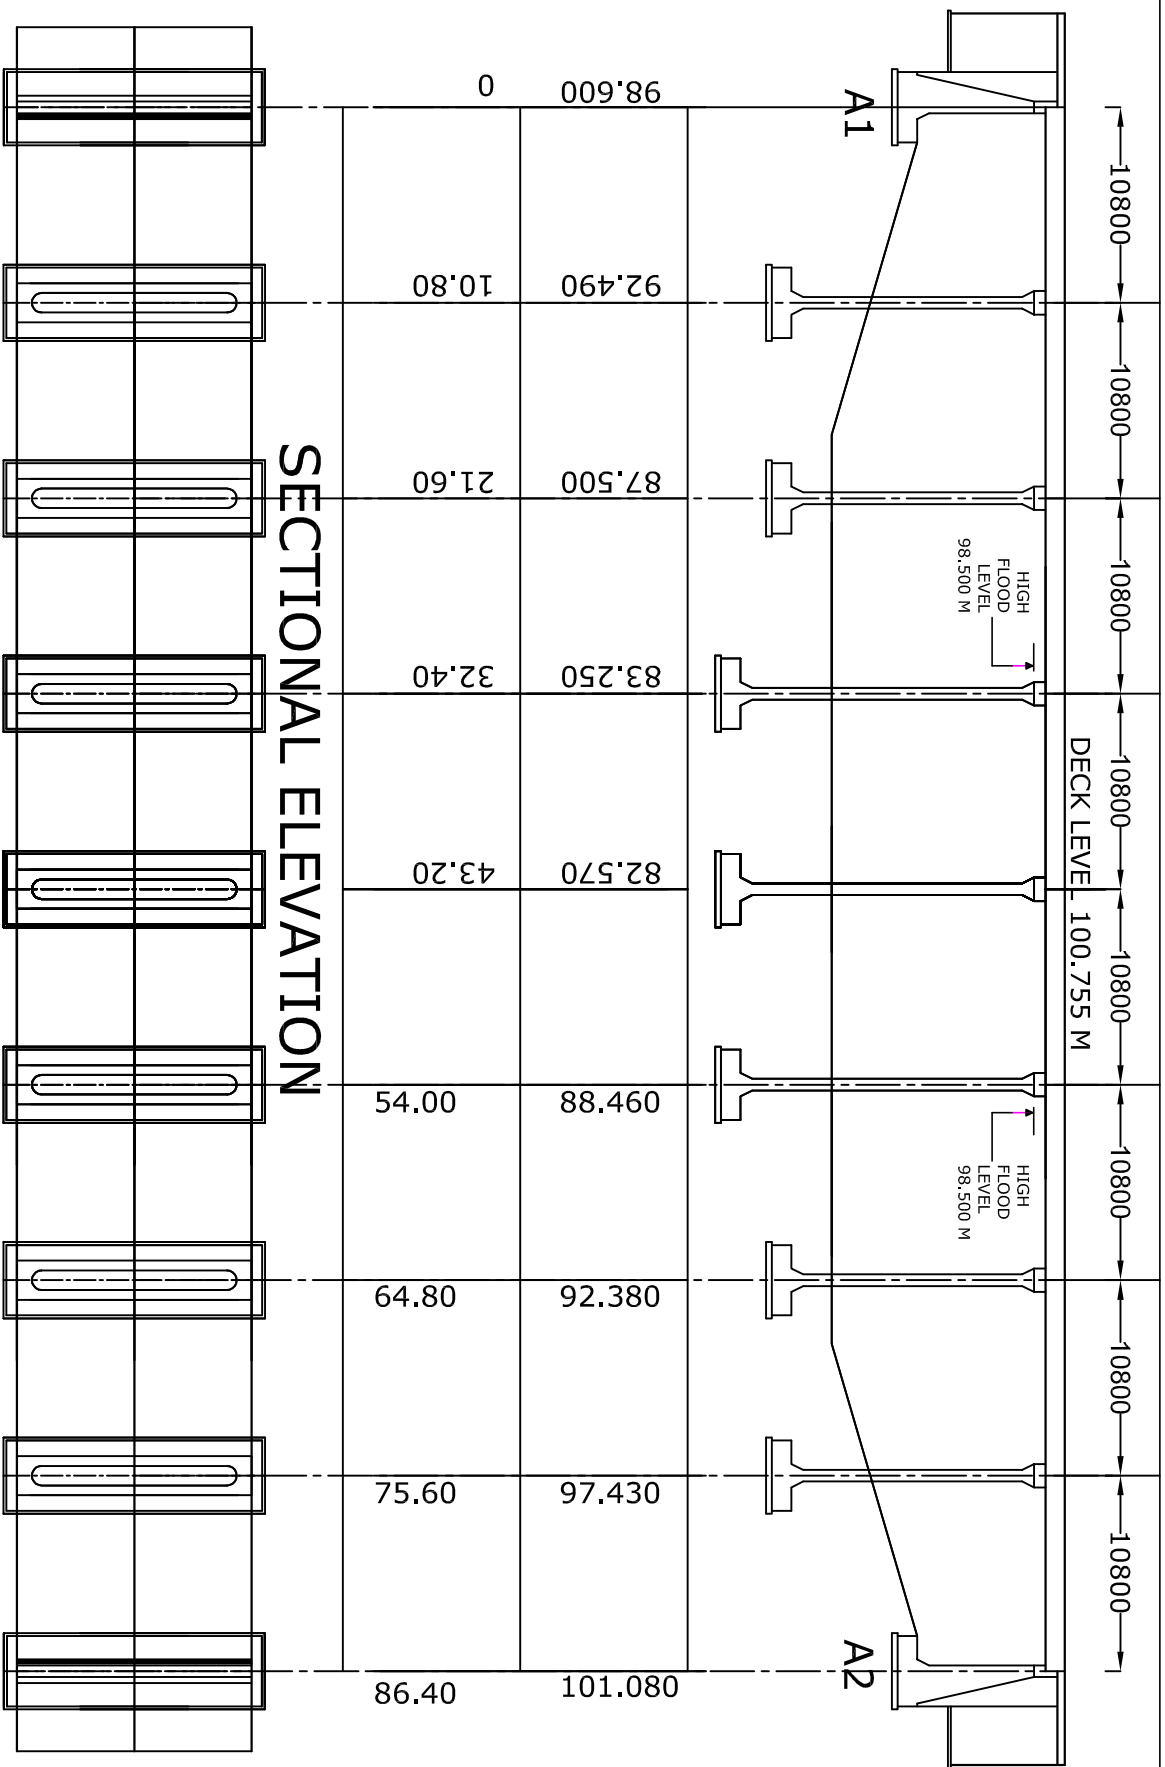 10800
10800
10800
10800
10800
10800
10800
10800
DECK LEVEL 100.755 M
HIGH
FLOOD
LEVEL
98.500 M
HIGH
FLOOD
LEVEL
98.500 M
A1
A2
98.600
92.490
87.500
83.250
82.570
88.460
92.380
97.430
101.080
0
10.80
21.60
32.40
43.20
54.00
64.80
75.60
86.40
SECTIONAL ELEVATION